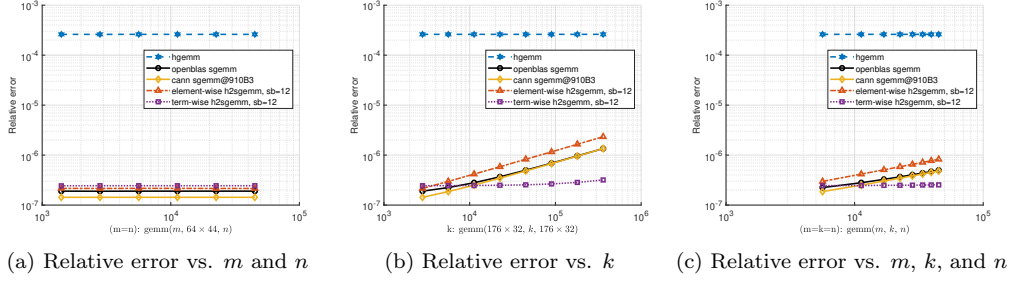 10^-3
10^-4
10^-5
10^-6
10^-7
Relative error
hgemm
openblas sgemm
cann sgemm@910B3
element-wise h2sgemm, sb=12
term-wise h2sgemm, sb=12
10^3 10^4 10^5
(m=n): gemm(m, 64 × 44, n)
(a) Relative error vs. m and n
10^-3
10^-4
10^-5
10^-6
10^-7
Relative error
hgemm
openblas sgemm
cann sgemm@910B3
element-wise h2sgemm, sb=12
term-wise h2sgemm, sb=12
10^3 10^4 10^5 10^6
k: gemm(176 × 32, k, 176 × 32)
(b) Relative error vs. k
10^-3
10^-4
10^-5
10^-6
10^-7
Relative error
hgemm
openblas sgemm
cann sgemm@910B3
element-wise h2sgemm, sb=12
term-wise h2sgemm, sb=12
10^3 10^4 10^5
(m=k=n): gemm(m, k, n)
(c) Relative error vs. m, k, and n